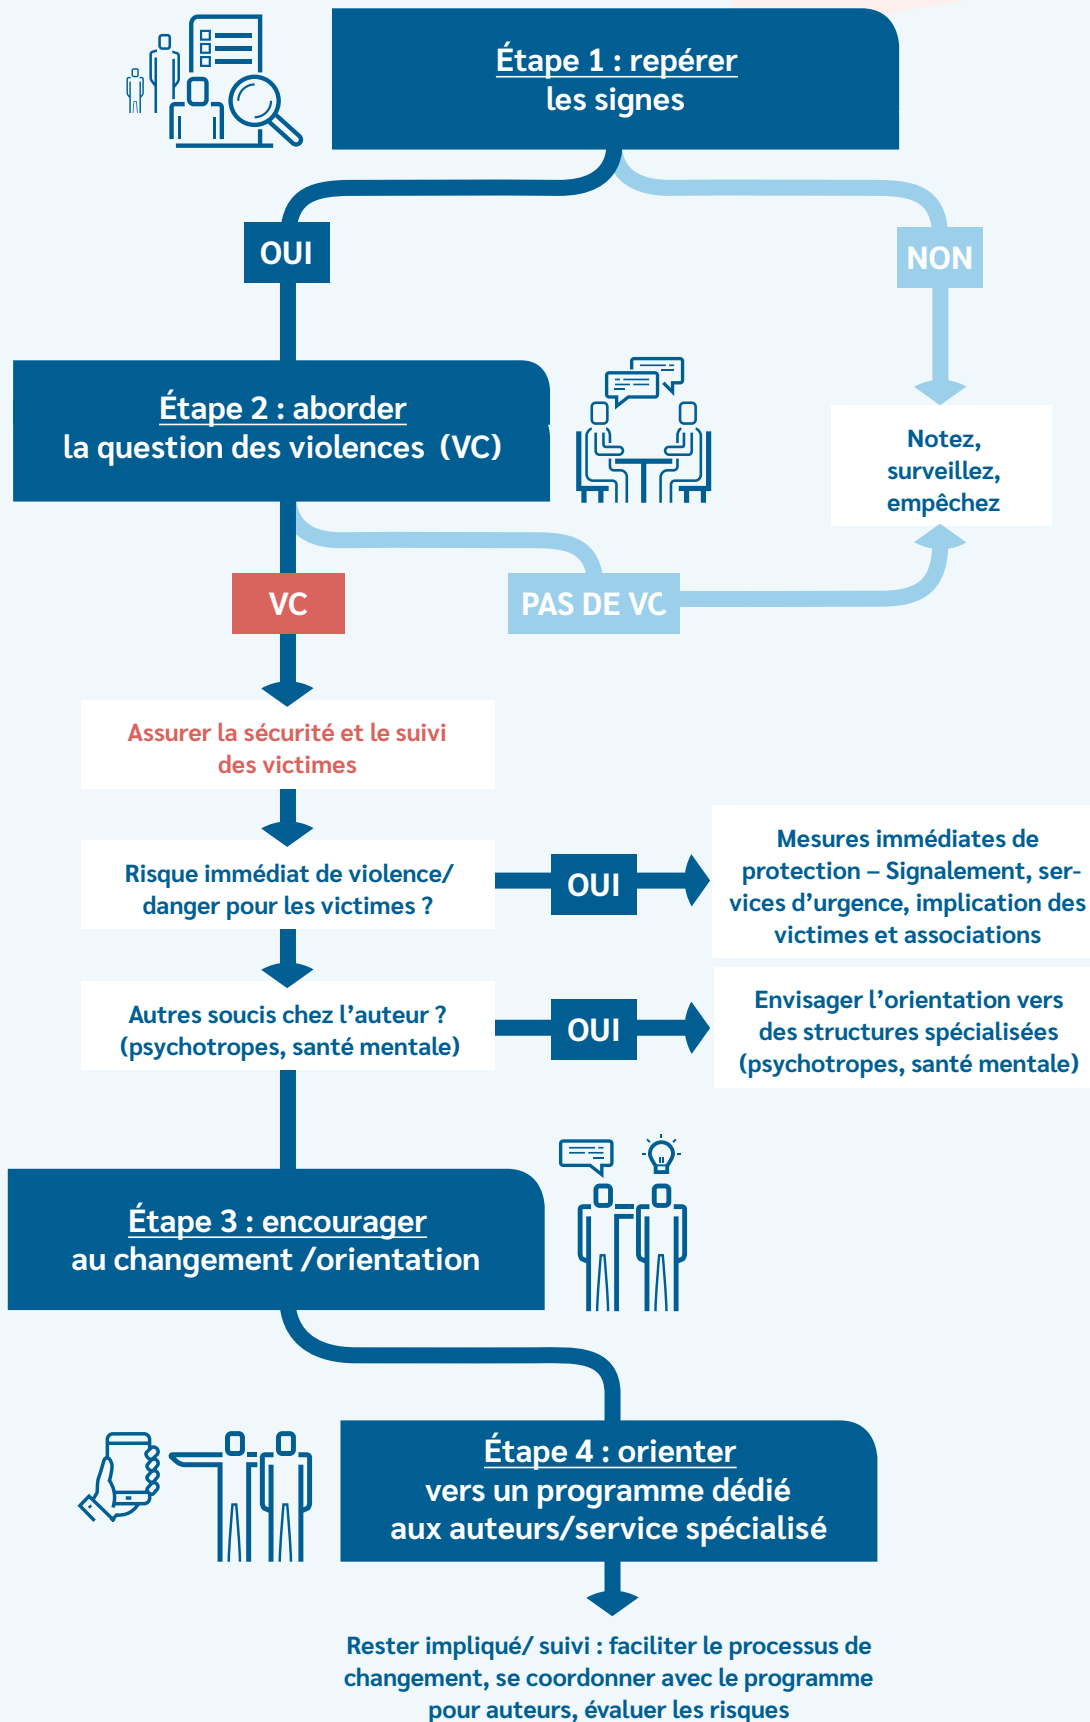 Étape 1 : repérer
les signes
OUI
NON
Étape 2 : aborder
la question des violences (VC)
Notez,
surveillez,
empêchez
VC
PAS DE VC
Assurer la sécurité et le suivi
des victimes
Risque immédiat de violence/
danger pour les victimes ?
OUI
Mesures immédiates de
protection – Signalement, ser-
vices d’urgence, implication des
victimes et associations
Autres soucis chez l’auteur ?
(psychotropes, santé mentale)
OUI
Envisager l’orientation vers
des structures spécialisées
(psychotropes, santé mentale)
Étape 3 : encourager
au changement /orientation
Étape 4 : orienter
vers un programme dédié
aux auteurs/service spécialisé
Rester impliqué/ suivi : faciliter le processus de
changement, se coordonner avec le programme
pour auteurs, évaluer les risques